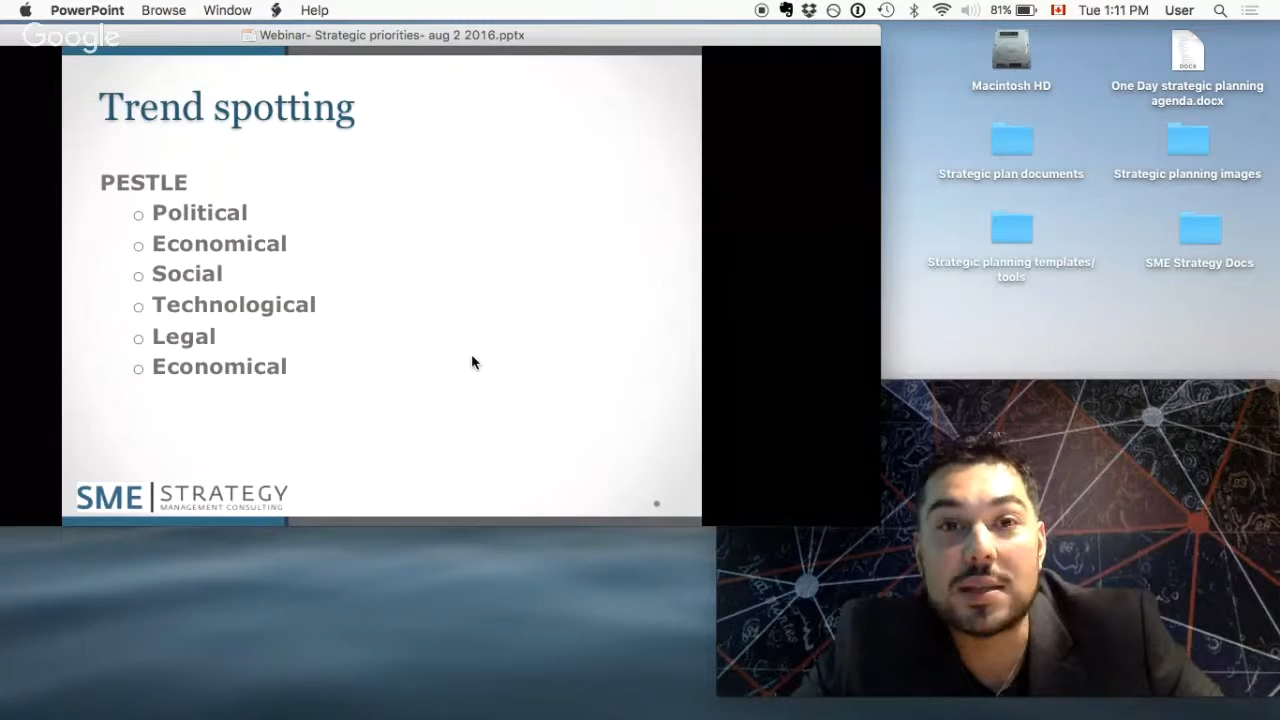 PowerPoint Browse Window Help 81% Tue 1:11 PM User
Google
Webinar- Strategic priorities- aug 2 2016.pptx
Trend spotting
PESTLE
Political
Economical
Social
Technological
Legal
Economical
SME STRATEGY
MANAGEMENT CONSULTING
Macintosh HD
DOCX
One Day strategic planning
agenda.docx
Strategic plan documents
Strategic planning images
Strategic planning templates/
tools
SME Strategy Docs